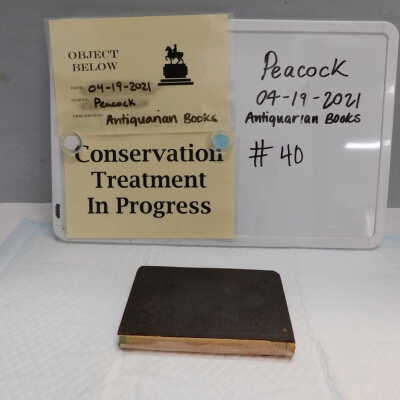 OBJECT
BELOW
DATE: 04-19-2021
Peacock
Antiquarian Books
Conservation
Treatment
In Progress
Peacock
04-19-2021
Antiquarian Books
#40